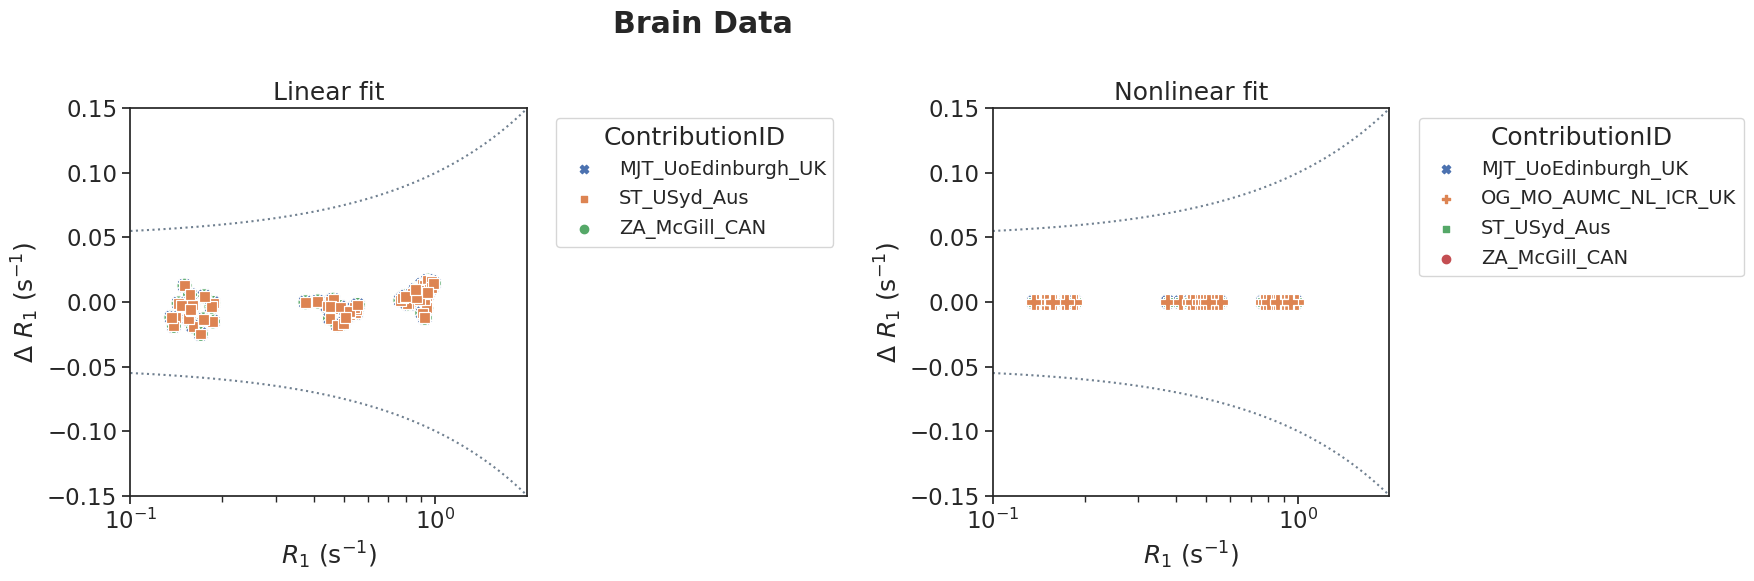 Brain Data
Linear fit
0.15
0.10
0.05
0.00
−0.05
−0.10
−0.15
Δ R₁ (s⁻¹)
10⁻¹
10⁰
R₁ (s⁻¹)
ContributionID
MJT_UoEdinburgh_UK
ST_USyd_Aus
ZA_McGill_CAN
Nonlinear fit
0.15
0.10
0.05
0.00
−0.05
−0.10
−0.15
Δ R₁ (s⁻¹)
10⁻¹
10⁰
R₁ (s⁻¹)
ContributionID
MJT_UoEdinburgh_UK
OG_MO_AUMC_NL_ICR_UK
ST_USyd_Aus
ZA_McGill_CAN